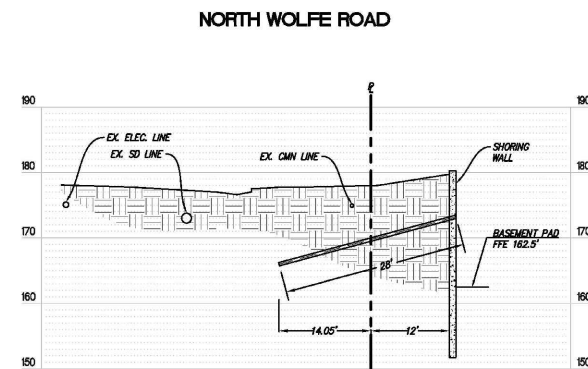 NORTH WOLFE ROAD
190
190
EX. ELEC. LINE
EX. SD LINE
EX. CMN LINE
SHORING
WALL
180
180
170
170
BASEMENT PAD
FFE 162.5'
28'
160
160
14.05'
12'
150
150